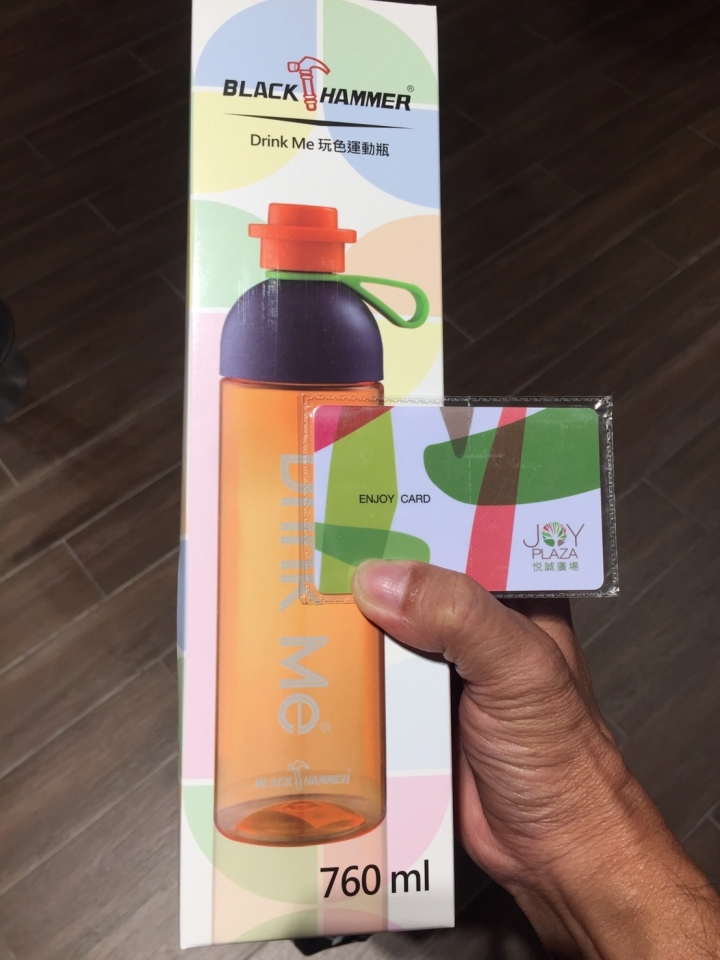 BLACK HAMMER®
Drink Me 玩色運動瓶
Drink Me®
BLACK HAMMER
760 ml
ENJOY CARD
JOY
PLAZA
悦誠廣場